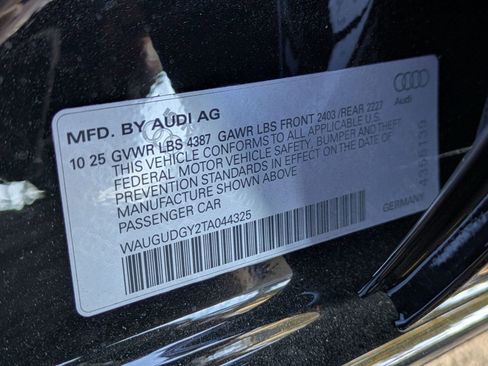 MFD. BY AUDI AG
10 25 GVWR LBS 4387 GAWR LBS FRONT 2403 /REAR 2227
THIS VEHICLE CONFORMS TO ALL APPLICABLE U.S.
FEDERAL MOTOR VEHICLE SAFETY, BUMPER AND THEFT
PREVENTION STANDARDS IN EFFECT ON THE DATE OF
MANUFACTURE SHOWN ABOVE
PASSENGER CAR
WAUGUDGY2TA044325
Audi
GERMANY